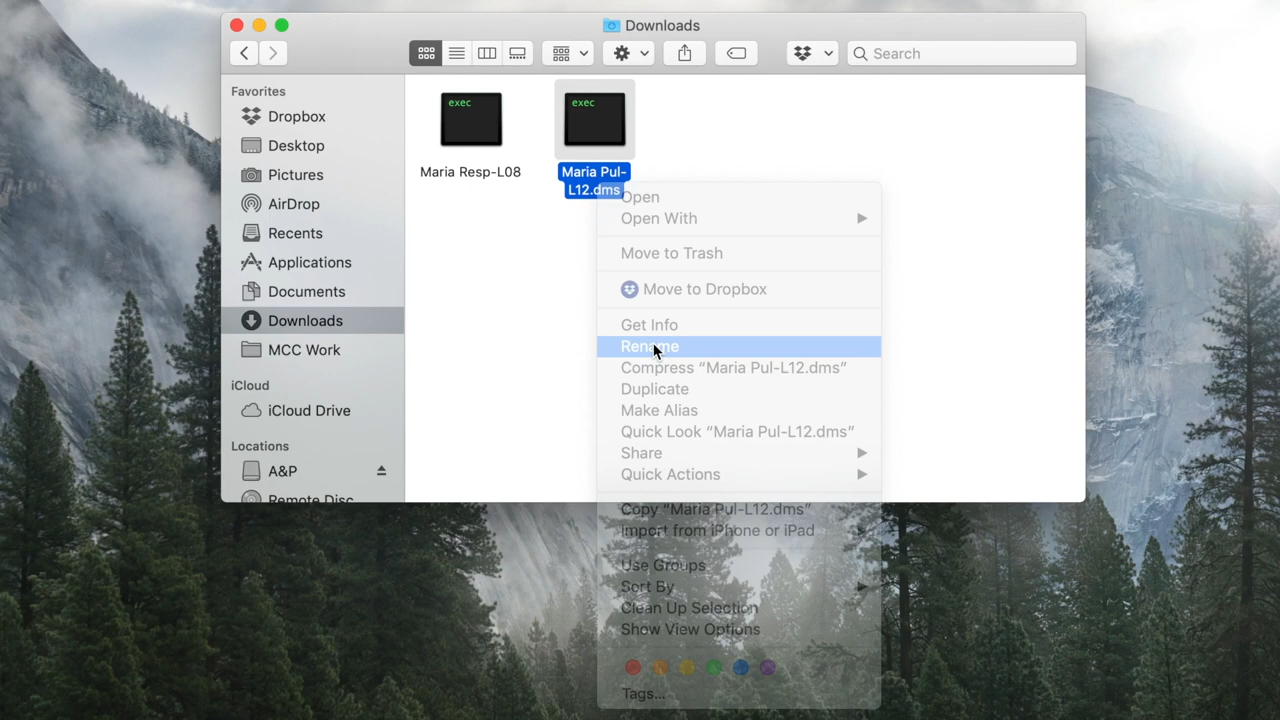 Downloads
Search
Favorites
Dropbox
Desktop
Pictures
AirDrop
Recents
Applications
Documents
Downloads
MCC Work
iCloud
iCloud Drive
Locations
A&P
Remote Disc
exec
Maria Resp-L08
exec
Maria Pul-
L12.dms
Open
Open With
Move to Trash
Move to Dropbox
Get Info
Rename
Compress “Maria Pul-L12.dms”
Duplicate
Make Alias
Quick Look “Maria Pul-L12.dms”
Share
Quick Actions
Copy “Maria Pul-L12.dms”
Import from iPhone or iPad
Use Groups
Sort By
Clean Up Selection
Show View Options
Tags...